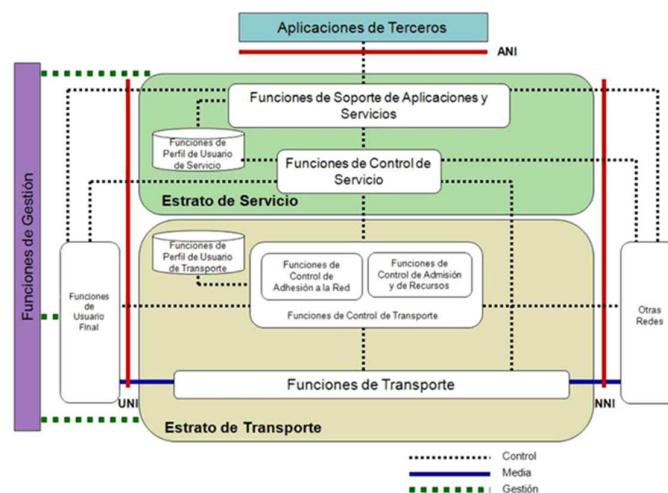 Aplicaciones de Terceros
ANI
Funciones de Gestión
Funciones de Soporte de Aplicaciones y
Servicios
Funciones de
Perfil de Usuario
de Servicio
Funciones de Control de
Servicio
Estrato de Servicio
Funciones de
Perfil de Usuario
de Transporte
Funciones de
Control de
Adhesión a la Red
Funciones de
Control de Admisión
y de Recursos
Funciones de Control de Transporte
Funciones
de
Usuario
Final
Otras
Redes
Funciones de Transporte
UNI
NNI
Estrato de Transporte
Control
Media
Gestión